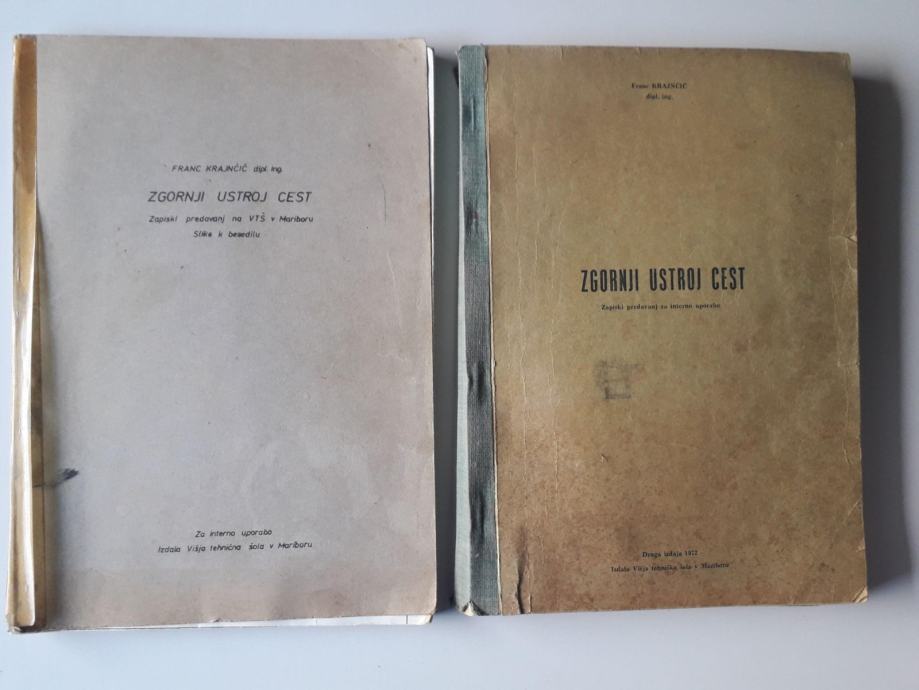 FRANC KRAJNČIČ dipl. ing.
ZGORNJI USTROJ CEST
Zapiski predavanj na VTŠ v Mariboru
Slike k besedilu
Za interno uporabo
Izdala Višja tehnična šola v Mariboru
Franc KRAJNČIČ
dipl. ing.
ZGORNJI USTROJ CEST
Zapiski predavanj za interno uporabo
Druga izdaja 1972
Izdala Višja tehniška šola v Mariboru